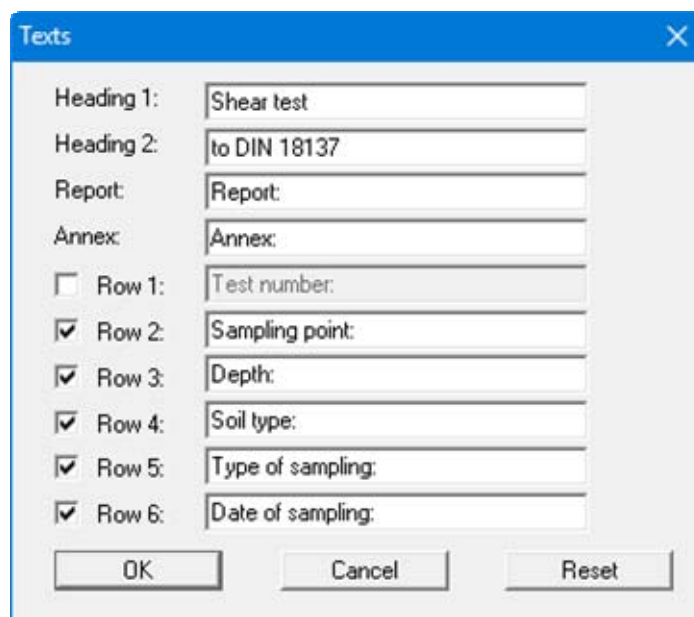 Texts
Heading 1: Shear test
Heading 2: to DIN 18137
Report: Report:
Annex: Annex:
Row 1: Test number:
Row 2: Sampling point:
Row 3: Depth:
Row 4: Soil type:
Row 5: Type of sampling:
Row 6: Date of sampling:
OK Cancel Reset